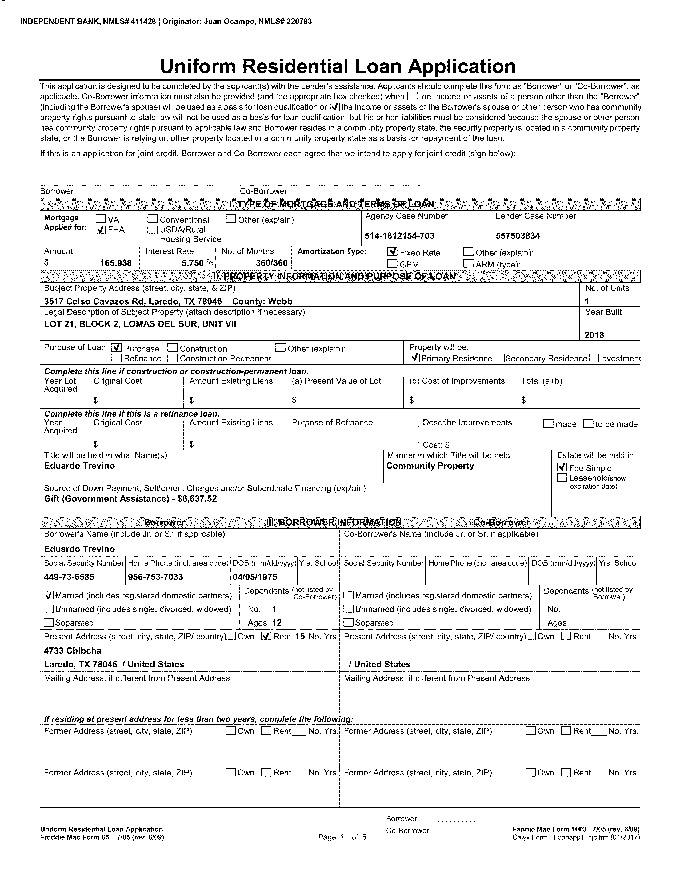 INDEPENDENT BANK, NMLS# 411428 | Originator: Juan Ocampo, NMLS# 220783
Uniform Residential Loan Application
This application is designed to be completed by the applicant(s) with the Lender's assistance. Applicants should complete this form as "Borrower" or "Co-Borrower", as
applicable. Co-Borrower information must also be provided (and the appropriate box checked) when the income or assets of a person other than the "Borrower"
(including the Borrower's spouse) will be used as a basis for loan qualification or the income or assets of the Borrower's spouse or other person who has community
property rights pursuant to state law will not be used as a basis for loan qualification, but his or her liabilities must be considered because the spouse or other person
has community property rights pursuant to applicable law and Borrower resides in a community property state, the security property is located in a community property
state, or the Borrower is relying on other property located in a community property state as a basis for repayment of the loan.
If this is an application for joint credit, Borrower and Co-Borrower each agree that we intend to apply for joint credit (sign below):
Borrower Co-Borrower
I. TYPE OF MORTGAGE AND TERMS OF LOAN
Mortgage Applied for: VA Conventional Other (explain) Agency Case Number Lender Case Number
FHA USDA/Rural Housing Service
Amount Interest Rate No. of Months Amortization Type: Fixed Rate Other (explain):
$ 165,938 5.750 % 360/360 GPM ARM (type):
II. PROPERTY INFORMATION AND PURPOSE OF LOAN
Subject Property Address (street, city, state, & ZIP) No. of Units
3517 Celso Cavazos Rd, Laredo, TX 78046 County: Webb 1
Legal Description of Subject Property (attach description if necessary) Year Built
LOT 21, BLOCK 2, LOMAS DEL SUR, UNIT VII
2018
Purpose of Loan Purchase Construction Other (explain): Property will be:
Refinance Construction-Permanent Primary Residence Secondary Residence Investment
Complete this line if construction or construction-permanent loan.
Year Lot Acquired Original Cost Amount Existing Liens (a) Present Value of Lot (b) Cost of Improvements Total (a+b)
$ $ $ $ $
Complete this line if this is a refinance loan.
Year Acquired Original Cost Amount Existing Liens Purpose of Refinance Describe Improvements made to be made
$ $ Cost: $
Title will be held in what Name(s) Manner in which Title will be held Estate will be held in:
Eduardo Trevino Community Property Fee Simple
Leasehold (show expiration date)
Source of Down Payment, Settlement Charges and/or Subordinate Financing (explain)
Gift (Government Assistance) - $8,637.52
Borrower III. BORROWER INFORMATION Co-Borrower
Borrower's Name (include Jr. or Sr. if applicable) Co-Borrower's Name (include Jr. or Sr. if applicable)
Eduardo Trevino
Social Security Number Home Phone (incl. area code) DOB (mm/dd/yyyy) Yrs. School Social Security Number Home Phone (incl. area code) DOB (mm/dd/yyyy) Yrs. School
449-73-6585 956-753-7033 04/05/1975
Married (includes registered domestic partners) Dependents (not listed by Co-Borrower) Married (includes registered domestic partners) Dependents (not listed by Borrower)
Unmarried (includes single, divorced, widowed) No. 1 Unmarried (includes single, divorced, widowed) No.
Separated Ages 12 Separated Ages
Present Address (street, city, state, ZIP/ country) Own Rent 15 No. Yrs. Present Address (street, city, state, ZIP/ country) Own Rent No. Yrs.
Laredo, TX 78046 / United States / United States
Mailing Address, if different from Present Address Mailing Address, if different from Present Address
If residing at present address for less than two years, complete the following:
Former Address (street, city, state, ZIP) Own Rent No. Yrs. Former Address (street, city, state, ZIP) Own Rent No. Yrs.
Former Address (street, city, state, ZIP) Own Rent No. Yrs. Former Address (street, city, state, ZIP) Own Rent No. Yrs.
Borrower
Co-Borrower
Uniform Residential Loan Application
Freddie Mac Form 65 7/05 (rev. 6/09) Page 1 of 5 Fannie Mae Form 1003 7/05 (rev. 6/09)